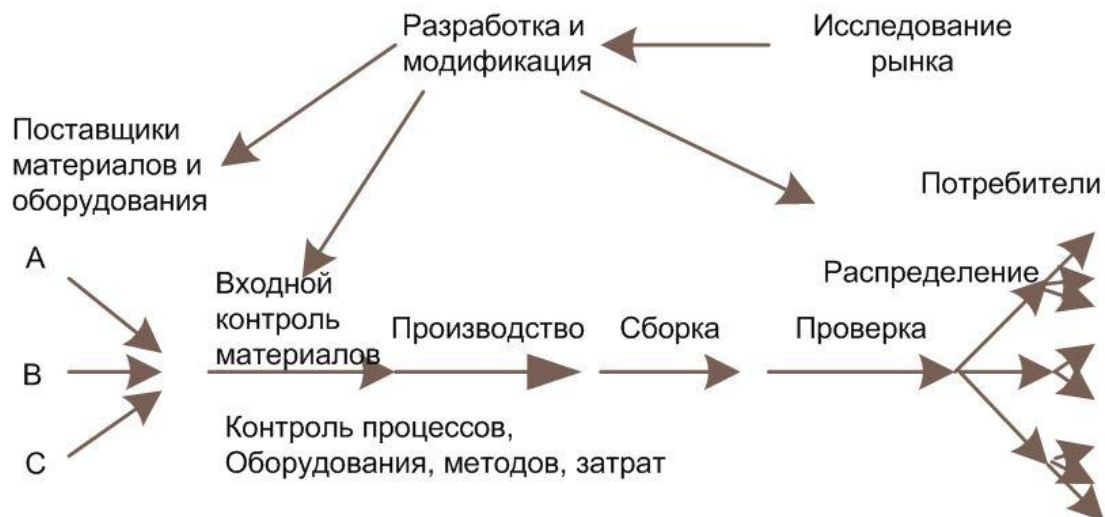 Разработка и
модификация
Исследование
рынка
Поставщики
материалов и
оборудования
Потребители
A
B
C
Входной
контроль
материалов
Производство
Сборка
Проверка
Распределение
Контроль процессов,
Оборудования, методов, затрат